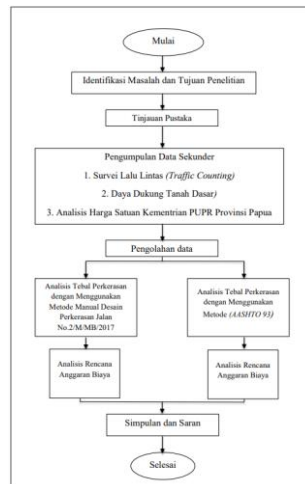 Mulai
Identifikasi Masalah dan Tujuan Penelitian
Tinjauan Pustaka
Pengumpulan Data Sekunder
1. Survei Lalu Lintas (Traffic Counting)
2. Daya Dukung Tanah Dasar)
3. Analisis Harga Satuan Kementrian PUPR Provinsi Papua
Pengolahan data
Analisis Tebal Perkerasan
dengan Menggunakan
Metode Manual Desain
Perkerasan Jalan
No.2/M/MB/2017
Analisis Tebal Perkerasan
dengan Menggunakan
Metode (AASHTO 93)
Analisis Rencana
Anggaran Biaya
Analisis Rencana
Anggaran Biaya
Simpulan dan Saran
Selesai